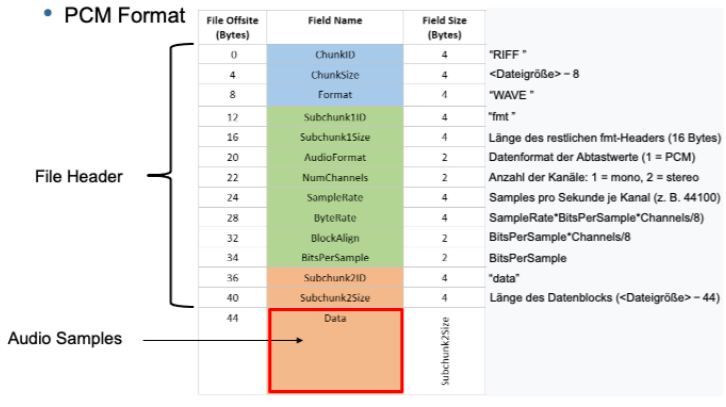 • PCM Format
File Offsite (Bytes) Field Name Field Size (Bytes)
0 ChunkID 4 "RIFF "
4 ChunkSize 4 <Dateigröße> – 8
8 Format 4 "WAVE "
12 Subchunk1ID 4 "fmt "
16 Subchunk1Size 4 Länge des restlichen fmt-Headers (16 Bytes)
20 AudioFormat 2 Datenformat der Abtastwerte (1 = PCM)
22 NumChannels 2 Anzahl der Kanäle: 1 = mono, 2 = stereo
File Header
24 SampleRate 4 Samples pro Sekunde je Kanal (z. B. 44100)
28 ByteRate 4 SampleRate*BitsPerSample*Channels/8)
32 BlockAlign 2 BitsPerSample*Channels/8
34 BitsPerSample 2 BitsPerSample
36 Subchunk2ID 4 "data"
40 Subchunk2Size 4 Länge des Datenblocks (<Dateigröße> – 44)
44 Data Subchunk2Size
Audio Samples